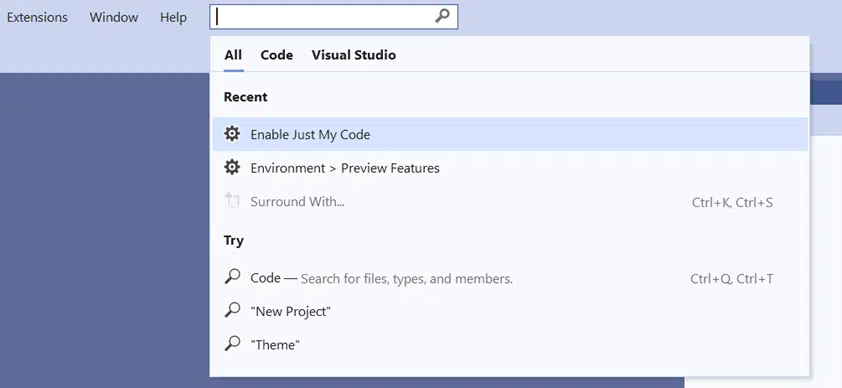 Extensions Window Help
All Code Visual Studio
Recent
Enable Just My Code
Environment > Preview Features
Surround With... Ctrl+K, Ctrl+S
Try
Code — Search for files, types, and members. Ctrl+Q, Ctrl+T
"New Project"
"Theme"